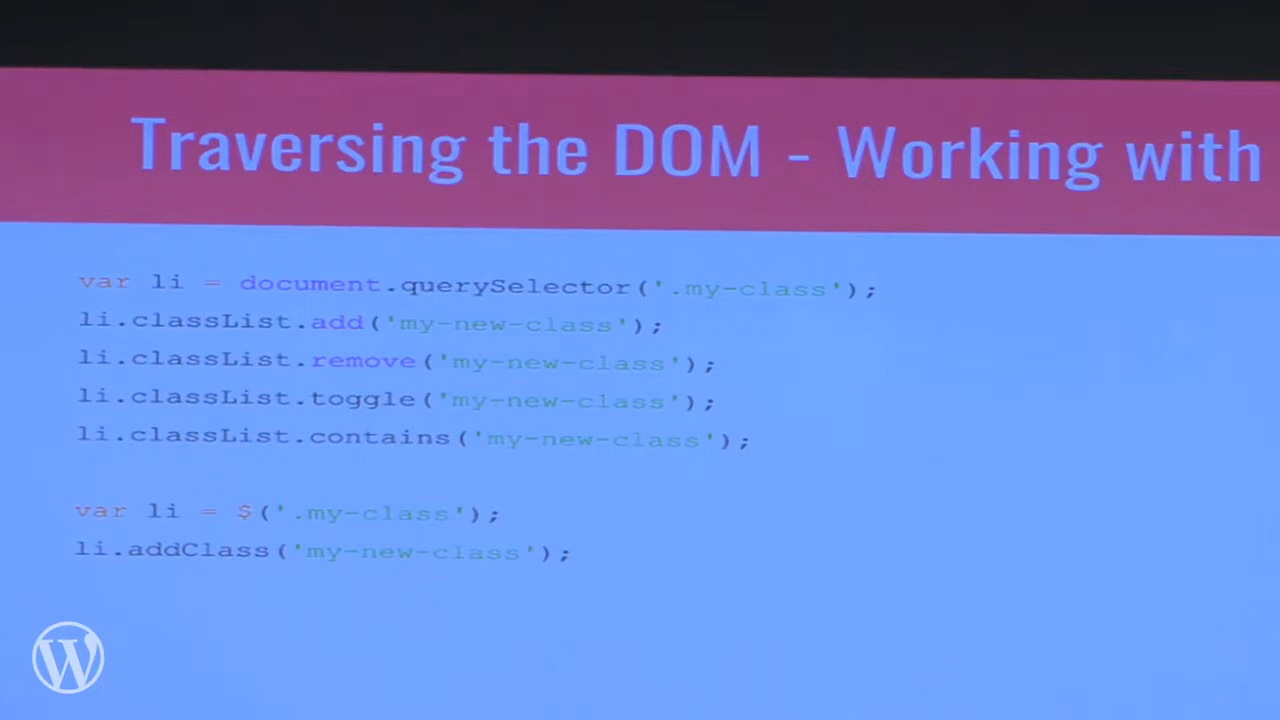 Traversing the DOM - Working with
var li = document.querySelector('.my-class');
li.classList.add('my-new-class');
li.classList.remove('my-new-class');
li.classList.toggle('my-new-class');
li.classList.contains('my-new-class');
var li = $('.my-class');
li.addClass('my-new-class');